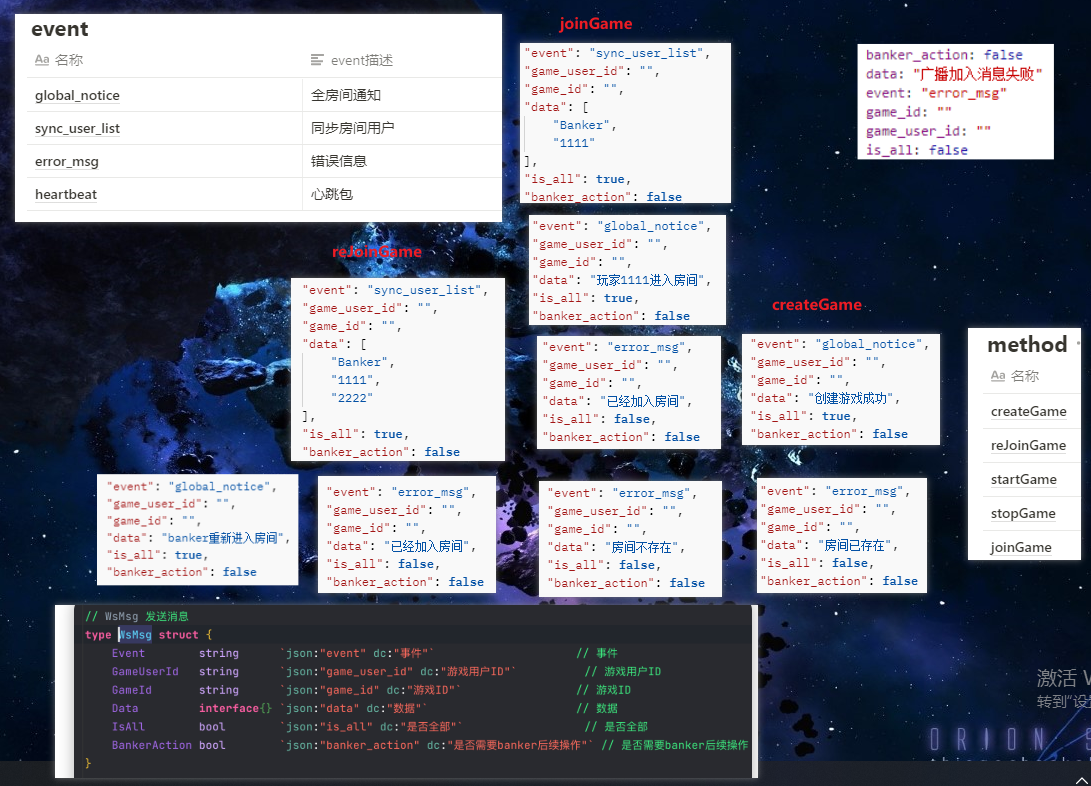 event
Aa 名称
event描述
global_notice
全房间通知
sync_user_list
同步房间用户
error_msg
错误信息
heartbeat
心跳包
joinGame
"event": "sync_user_list",
"game_user_id": "",
"game_id": "",
"data": [
"Banker",
"1111"
],
"is_all": true,
"banker_action": false
banker_action: false
data: "广播加入消息失败"
event: "error_msg"
game_id: ""
game_user_id: ""
is_all: false
"event": "global_notice",
"game_user_id": "",
"game_id": "",
"data": "玩家1111进入房间",
"is_all": true,
"banker_action": false
reJoinGame
"event": "sync_user_list",
"game_user_id": "",
"game_id": "",
"data": [
"Banker",
"1111",
"2222"
],
"is_all": true,
"banker_action": false
"event": "error_msg",
"game_user_id": "",
"game_id": "",
"data": "已经加入房间",
"is_all": false,
"banker_action": false
createGame
"event": "global_notice",
"game_user_id": "",
"game_id": "",
"data": "创建游戏成功",
"is_all": true,
"banker_action": false
method
Aa 名称
createGame
reJoinGame
startGame
stopGame
joinGame
"event": "global_notice",
"game_user_id": "",
"game_id": "",
"data": "banker重新进入房间",
"is_all": true,
"banker_action": false
"event": "error_msg",
"game_user_id": "",
"game_id": "",
"data": "已经加入房间",
"is_all": false,
"banker_action": false
"event": "error_msg",
"game_user_id": "",
"game_id": "",
"data": "房间不存在",
"is_all": false,
"banker_action": false
"event": "error_msg",
"game_user_id": "",
"game_id": "",
"data": "房间已存在",
"is_all": false,
"banker_action": false
// WsMsg 发送消息
type WsMsg struct {
Event string `json:"event" dc:"事件"` // 事件
GameUserId string `json:"game_user_id" dc:"游戏用户ID"` // 游戏用户ID
GameId string `json:"game_id" dc:"游戏ID"` // 游戏ID
Data interface{} `json:"data" dc:"数据"` // 数据
IsAll bool `json:"is_all" dc:"是否全部"` // 是否全部
BankerAction bool `json:"banker_action" dc:"是否需要banker后续操作"` // 是否需要banker后续操作
}
激活
转到"设
ORION S